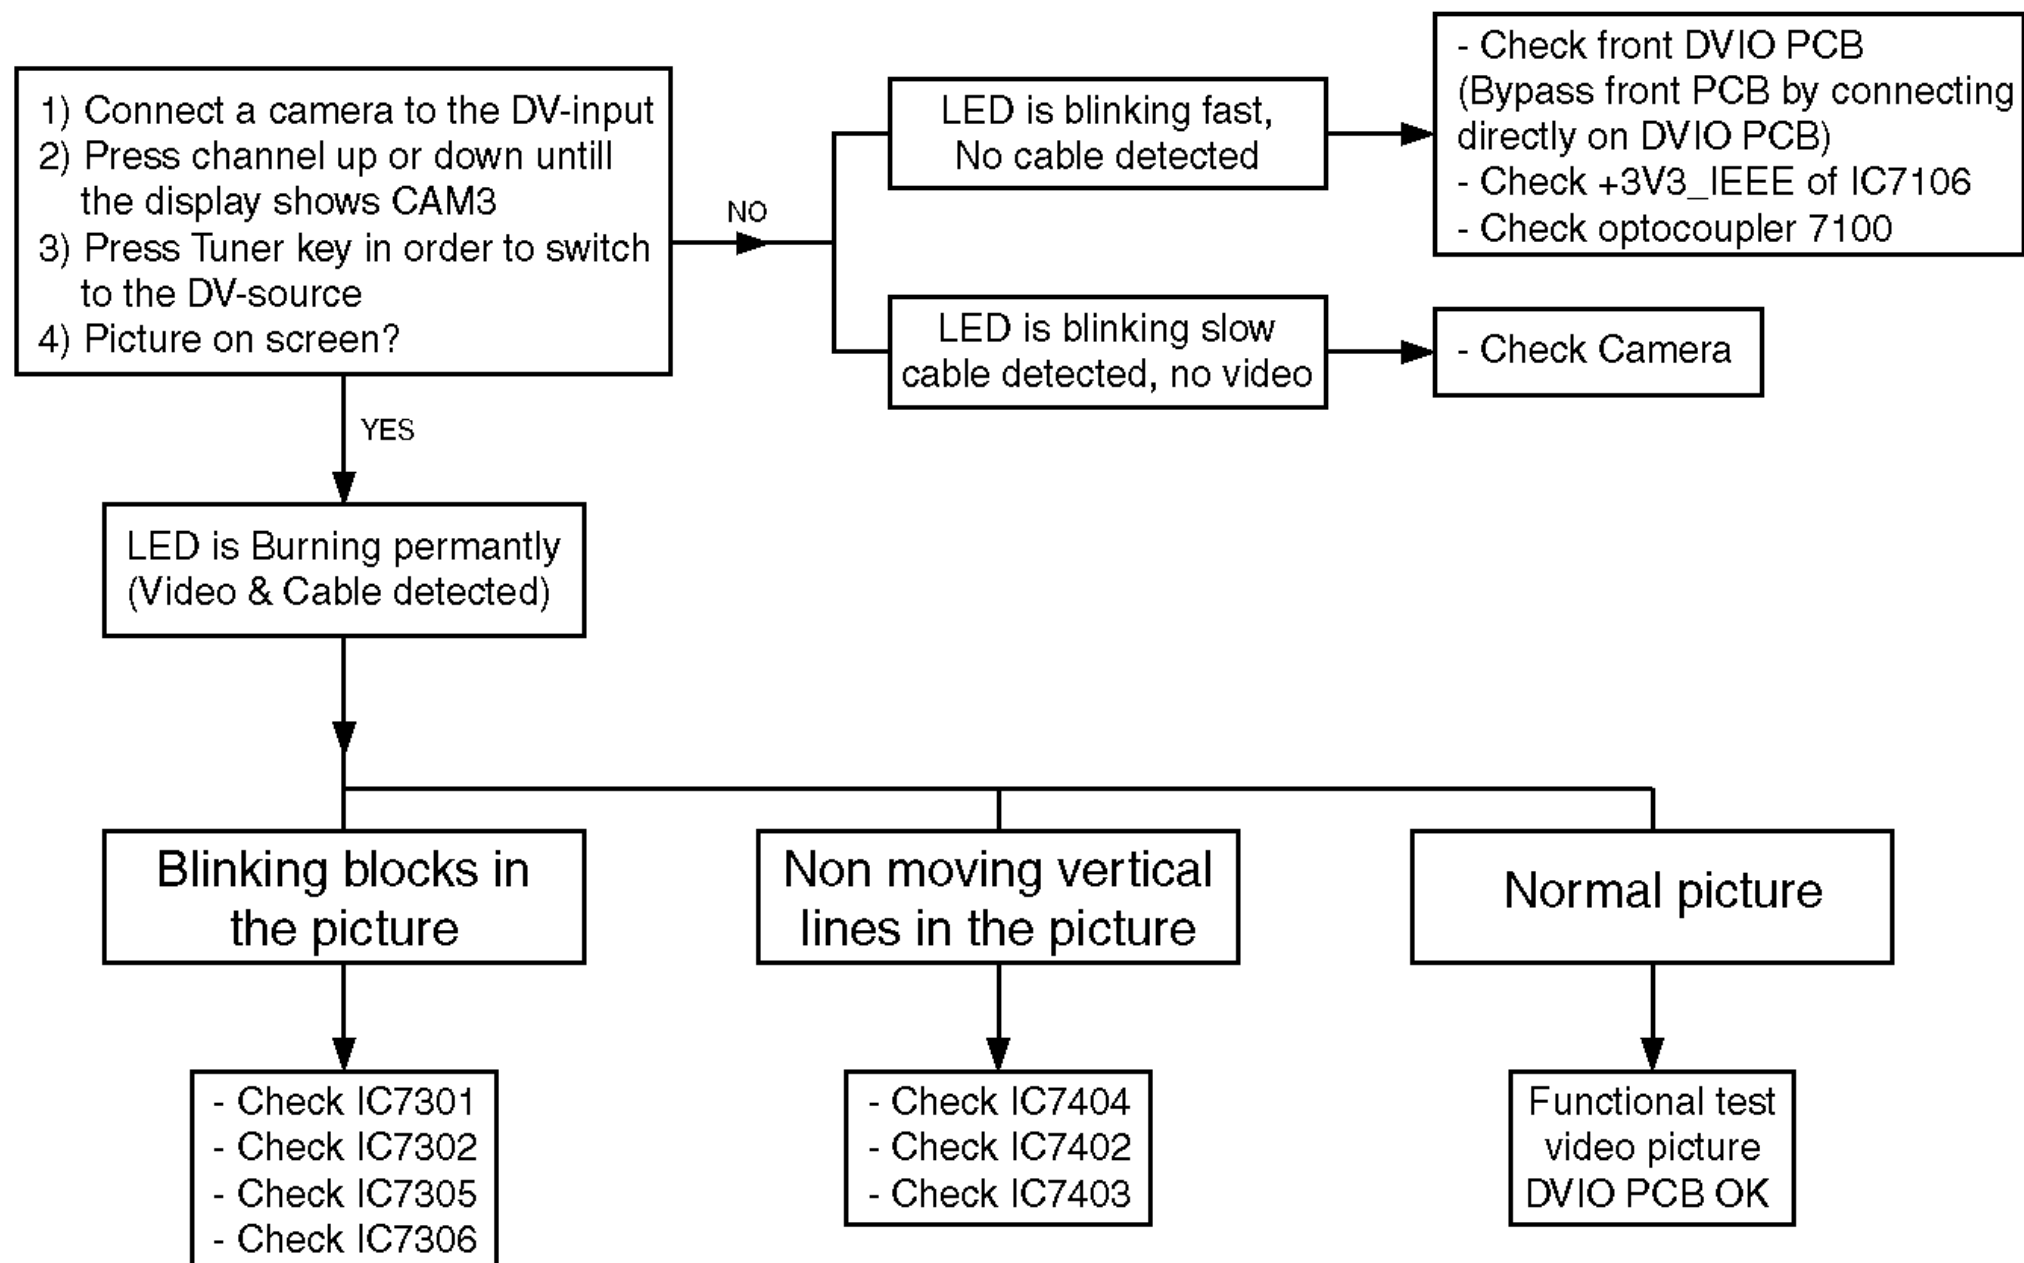 1) Connect a camera to the DV-input
2) Press channel up or down untill
the display shows CAM3
3) Press Tuner key in order to switch
to the DV-source
4) Picture on screen?
NO
LED is blinking fast,
No cable detected
- Check front DVIO PCB
(Bypass front PCB by connecting
directly on DVIO PCB)
- Check +3V3_IEEE of IC7106
- Check optocoupler 7100
LED is blinking slow
cable detected, no video
- Check Camera
YES
LED is Burning permantly
(Video & Cable detected)
Blinking blocks in
the picture
Non moving vertical
lines in the picture
Normal picture
- Check IC7301
- Check IC7302
- Check IC7305
- Check IC7306
- Check IC7404
- Check IC7402
- Check IC7403
Functional test
video picture
DVIO PCB OK